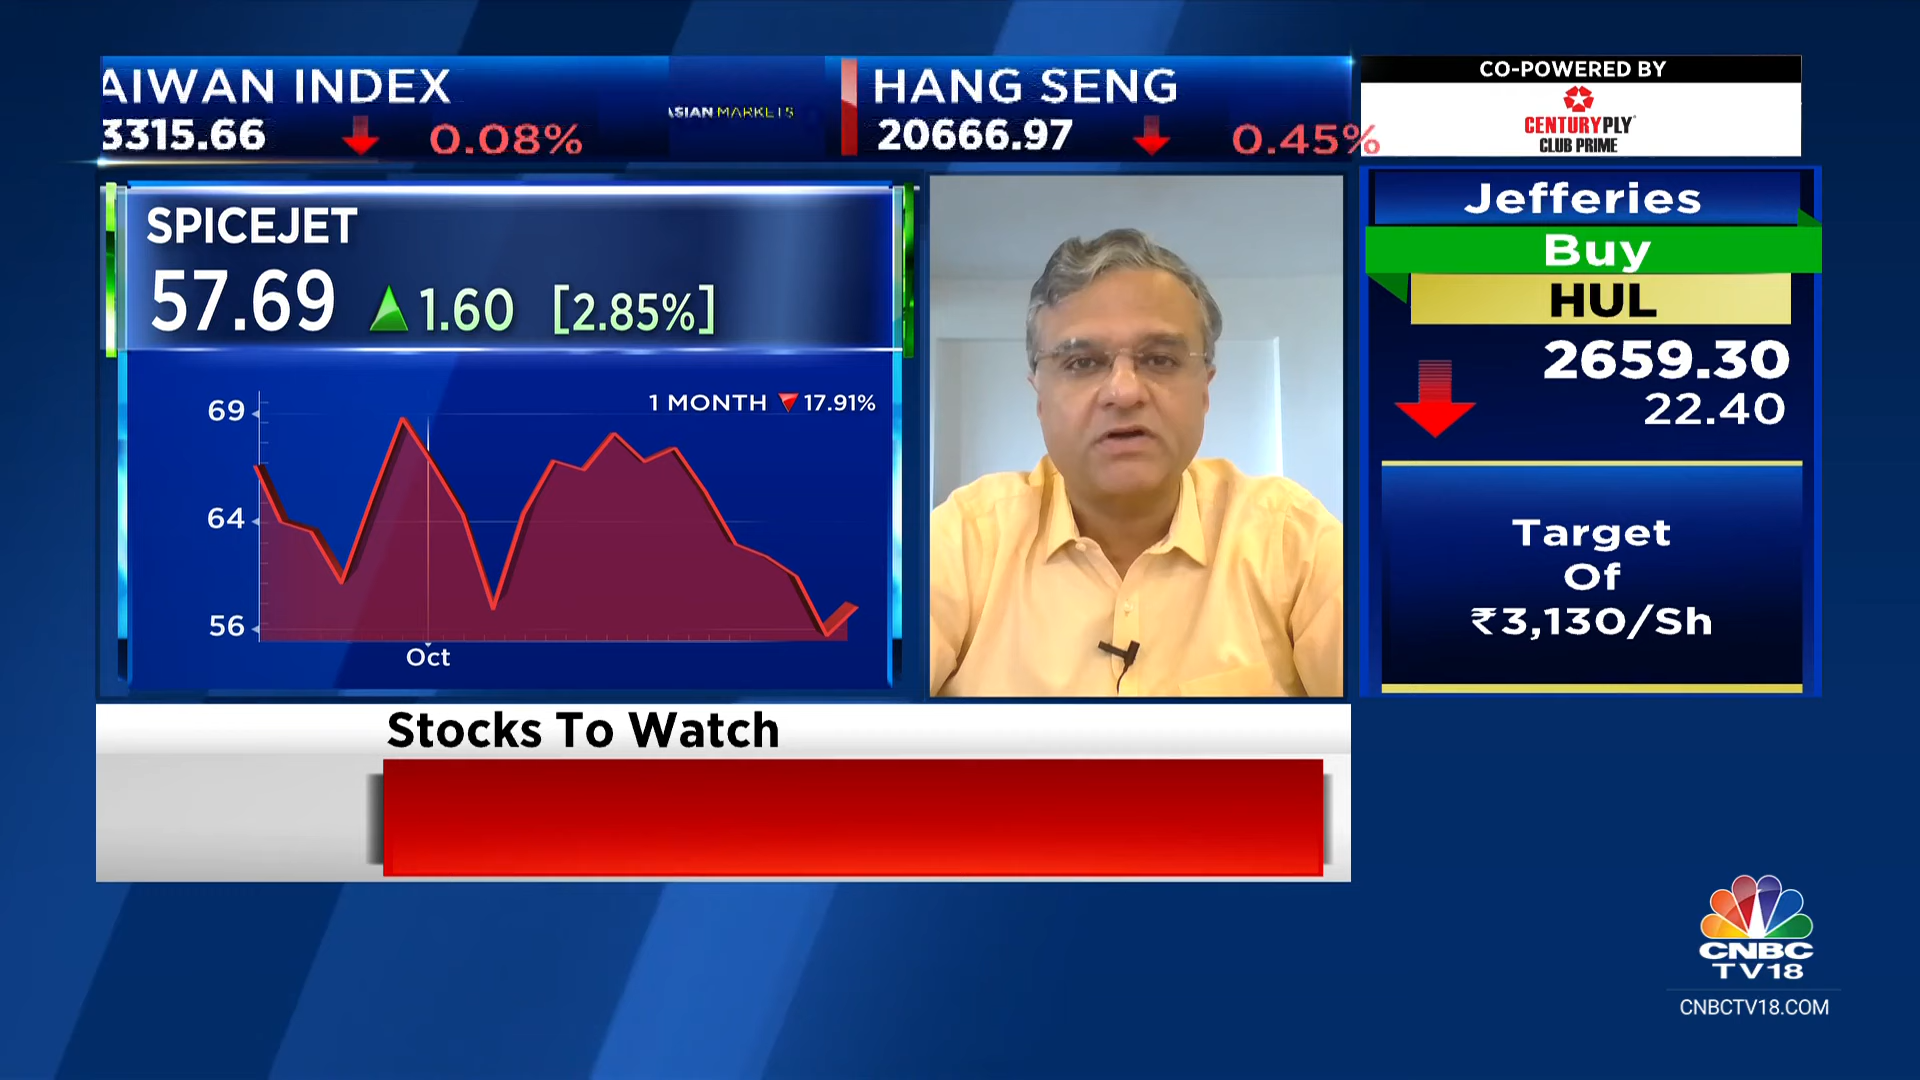 AIWAN INDEX
3315.66 0.08%
ASIAN MARKETS
HANG SENG
20666.97 0.45%
CO-POWERED BY
CENTURYPLY
CLUB PRIME
SPICEJET
57.69 1.60 [2.85%]
1 MONTH 17.91%
69
64
56
Oct
Jefferies
Buy
HUL
2659.30
22.40
Target
Of
₹3,130/Sh
Stocks To Watch
CNBC
TV18
CNBCTV18.COM